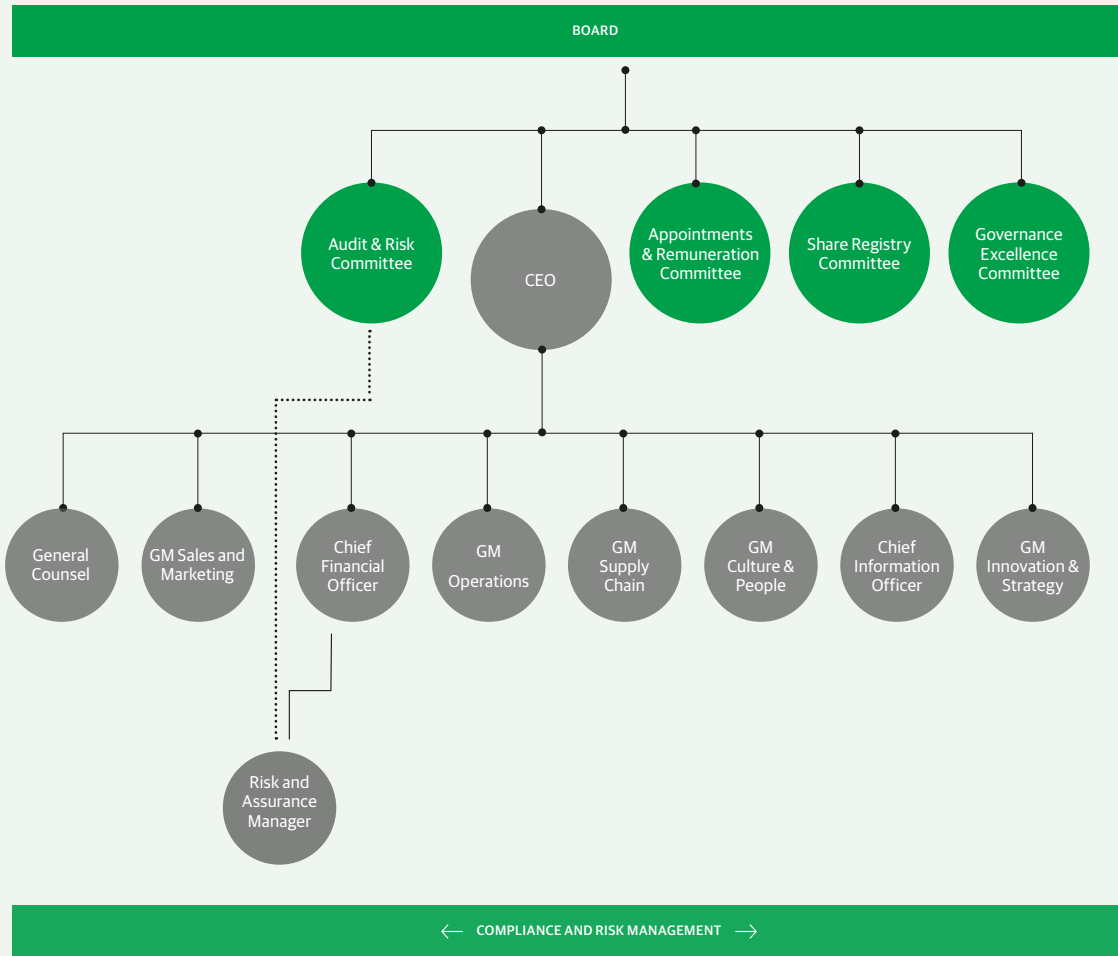 BOARD
Audit & Risk
Committee
CEO
Appointments
& Remuneration
Committee
Share Registry
Committee
Governance
Excellence
Committee
General
Counsel
GM Sales and
Marketing
Chief
Financial
Officer
GM
Operations
GM
Supply
Chain
GM
Culture &
People
Chief
Information
Officer
GM
Innovation &
Strategy
Risk and
Assurance
Manager
← COMPLIANCE AND RISK MANAGEMENT →